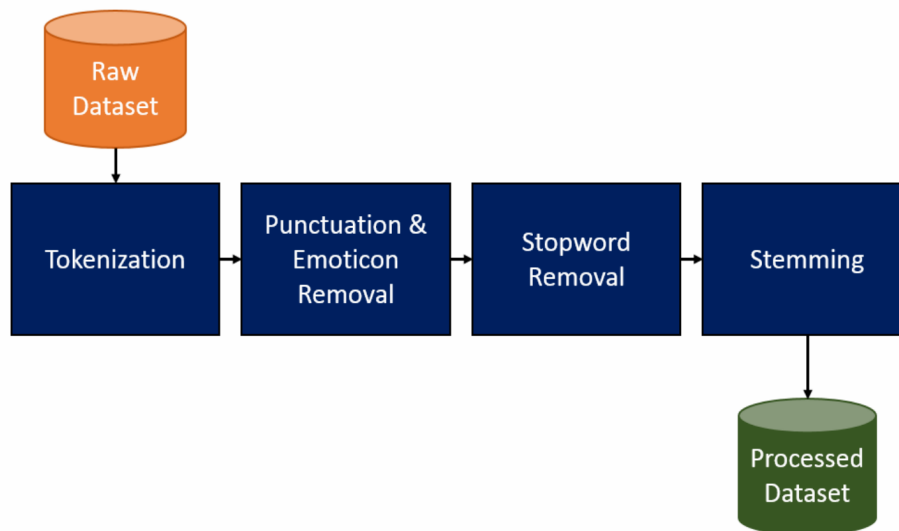 Raw
Dataset
Tokenization
Punctuation &
Emoticon
Removal
Stopword
Removal
Stemming
Processed
Dataset